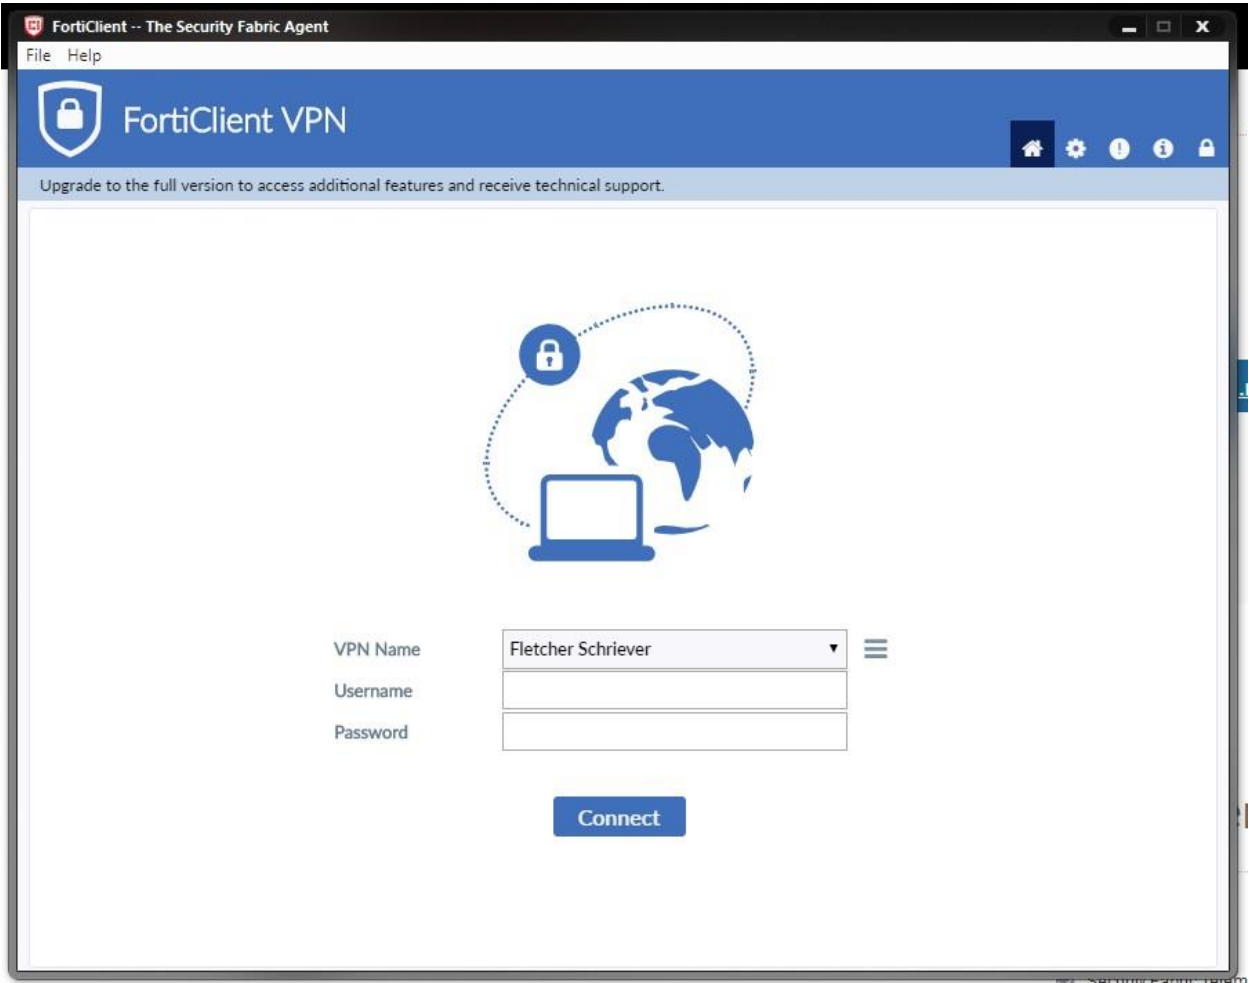 FortiClient -- The Security Fabric Agent
File Help
FortiClient VPN
Upgrade to the full version to access additional features and receive technical support.
VPN Name Fletcher Schriever
Username
Password
Connect